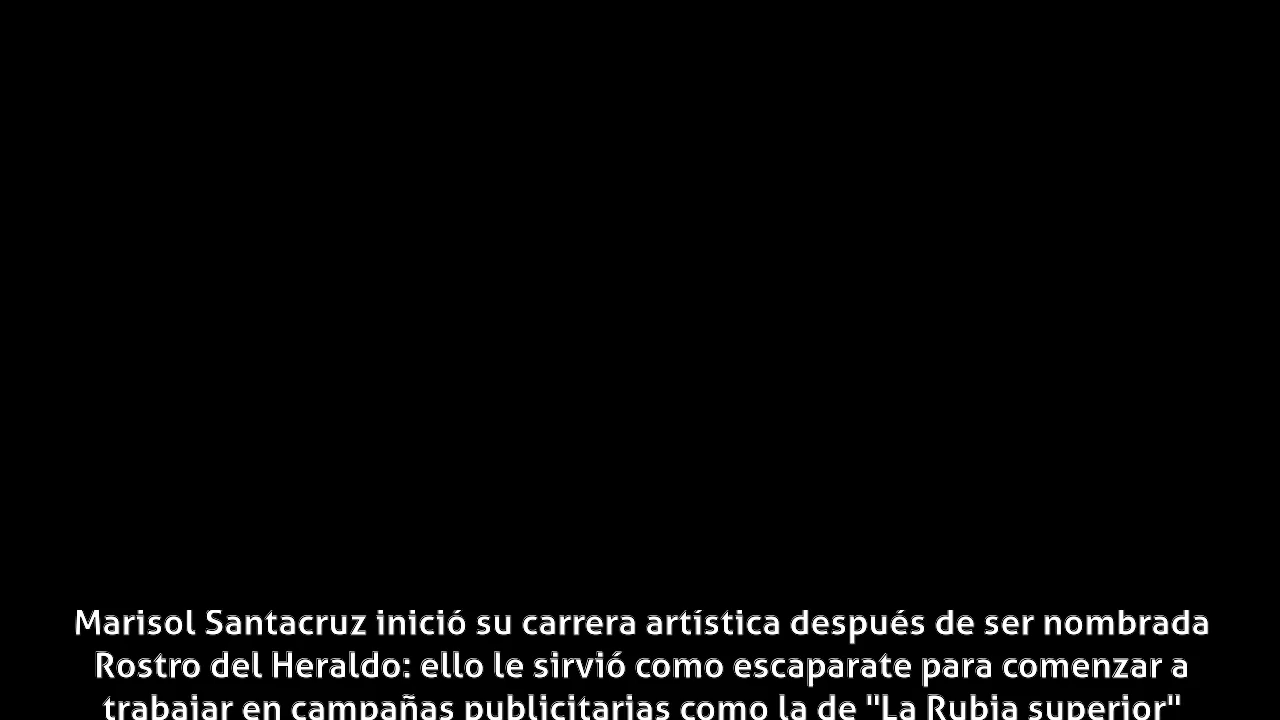 Marisol Santacruz inició su carrera artística después de ser nombrada
Rostro del Heraldo: ello le sirvió como escaparate para comenzar a
trabajar en campañas publicitarias como la de "La Rubia superior"